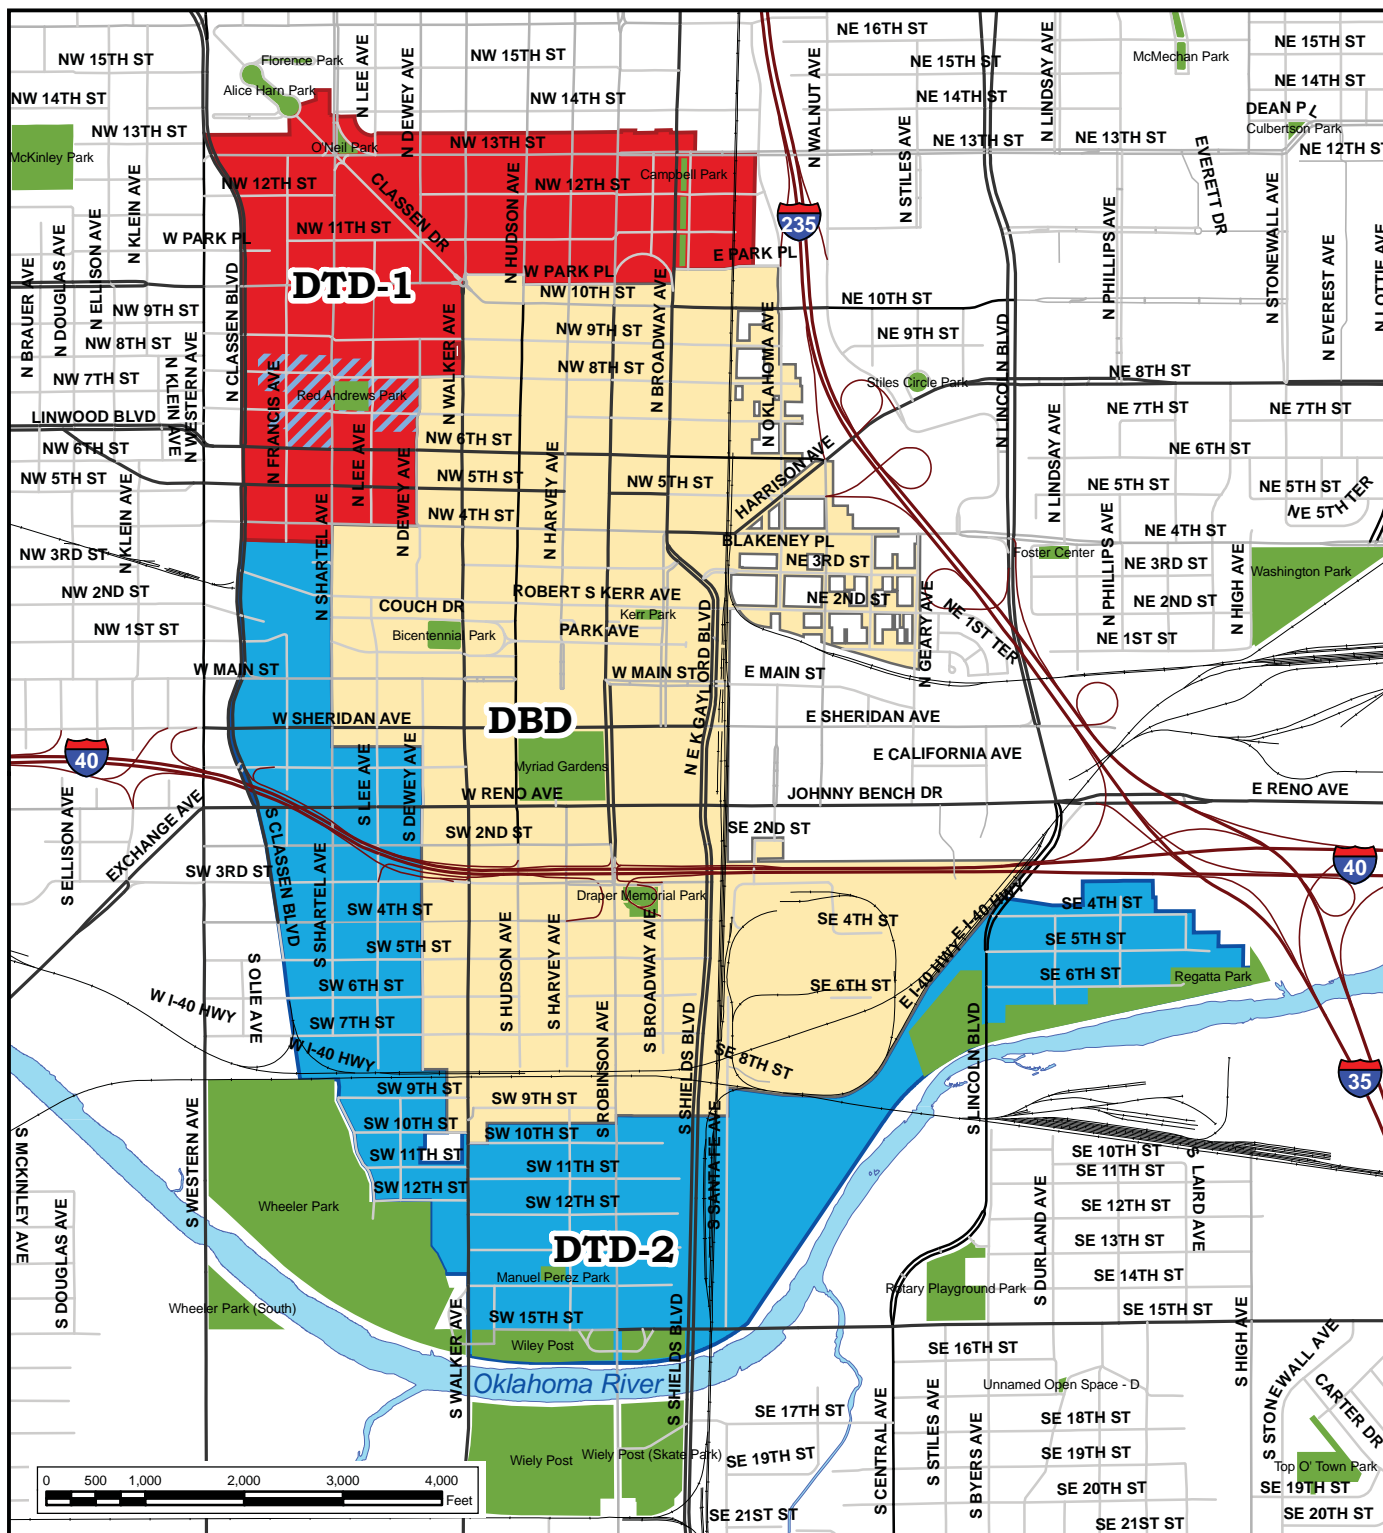 NE 16TH ST
NW 15TH ST
NW 15TH ST
NE 15TH ST
NE 15TH ST
Florence Park
McMechan Park
N LEE AVE
N DEWEY AVE
N WALNUT AVE
N LINDSAY AVE
NW 14TH ST
Alice Harn Park
NW 14TH ST
NE 14TH ST
NE 14TH ST
DEAN PL
Culbertson Park
NW 13TH ST
O'Neil Park
NW 13TH ST
NE 13TH ST
NE 13TH ST
NE 12TH ST
McKinley Park
N STILES AVE
EVERETT DR
NW 12TH ST
CLASSEN DR
NW 12TH ST
Campbell Park
N KLEIN AVE
N HUDSON AVE
N STONEWALL AVE
235
NW 11TH ST
W PARK PL
E PARK PL
N PHILLIPS AVE
N DOUGLAS AVE
N ELLISON AVE
N BRAUER AVE
N CLASSEN BLVD
DTD-1
W PARK PL
N EVEREST AVE
N LOTTIE AVE
NW 10TH ST
NE 10TH ST
NW 9TH ST
NW 9TH ST
NE 9TH ST
N BROADWAY AVE
N OKLAHOMA AVE
N LINCOLN BLVD
NW 8TH ST
NW 8TH ST
NE 8TH ST
N WALKER AVE
NW 7TH ST
N KLEIN AVE
N WESTERN AVE
Red Andrews Park
Stiles Circle Park
NE 7TH ST
NE 7TH ST
LINWOOD BLVD
N FRANCIS AVE
N LEE AVE
N LINDSAY AVE
NW 6TH ST
NW 6TH ST
HARRISON AVE
NE 6TH ST
NW 5TH ST
N KLEIN AVE
NW 5TH ST
NW 5TH ST
NE 5TH ST
NE 5TH ST
NE 5TH TER
N SHARTEL AVE
N DEWEY AVE
N HARVEY AVE
NW 4TH ST
NE 4TH ST
NW 3RD ST
BLAKENEY PL
NE 3RD ST
Foster Center
NE 3RD ST
Washington Park
N PHILLIPS AVE
N HIGH AVE
NW 2ND ST
COUCH DR
ROBERT S KERR AVE
NE 2ND ST
N GEARY AVE
NE 1ST TER
NE 2ND ST
NW 1ST ST
Bicentennial Park
Kerr Park
PARK AVE
NE 1ST ST
W MAIN ST
W MAIN ST
E MAIN ST
N E K GAYLORD BLVD
W SHERIDAN AVE
DBD
E SHERIDAN AVE
40
E CALIFORNIA AVE
S LEE AVE
S DEWEY AVE
Myriad Gardens
W RENO AVE
JOHNNY BENCH DR
E RENO AVE
S ELLISON AVE
EXCHANGE AVE
S CLASSEN BLVD
S SHARTEL AVE
SW 2ND ST
SE 2ND ST
SW 3RD ST
40
Draper Memorial Park
SW 4TH ST
SE 4TH ST
E I-40 HWY
SE 4TH ST
SW 5TH ST
SE 5TH ST
S OLIE AVE
S HUDSON AVE
S HARVEY AVE
S BROADWAY AVE
W I-40 HWY
SW 6TH ST
SE 6TH ST
E I-40 HWY
SE 6TH ST
Regatta Park
SW 7TH ST
S ROBINSON AVE
S SHIELDS BLVD
S LINCOLN BLVD
W I-40 HWY
SE 8TH ST
35
SW 9TH ST
SW 9TH ST
S WESTERN AVE
S MCKINLEY AVE
SW 10TH ST
SW 10TH ST
SW 11TH ST
SW 11TH ST
SE 10TH ST
SE 11TH ST
S SANTA FE AVE
S LAIRD AVE
SW 12TH ST
SW 12TH ST
SE 12TH ST
Wheeler Park
S DOUGLAS AVE
S DURLAND AVE
DTD-2
SE 13TH ST
Manuel Perez Park
SE 14TH ST
Rotary Playground Park
Wheeler Park (South)
SW 15TH ST
SE 15TH ST
S WALKER AVE
S SHIELDS BLVD
S HIGH AVE
Wiley Post
SE 16TH ST
S STONEWALL AVE
CARTER DR
Oklahoma River
Unnamed Open Space - D
SE 17TH ST
SE 18TH ST
S CENTRAL AVE
S STILES AVE
S BYERS AVE
Wiely Post
Wiely Post (Skate Park)
SE 19TH ST
SE 19TH ST
Top O' Town Park
SE 19TH ST
SE 20TH ST
SE 20TH ST
SE 21ST ST
SE 21ST ST
0 500 1,000 2,000 3,000 4,000
Feet